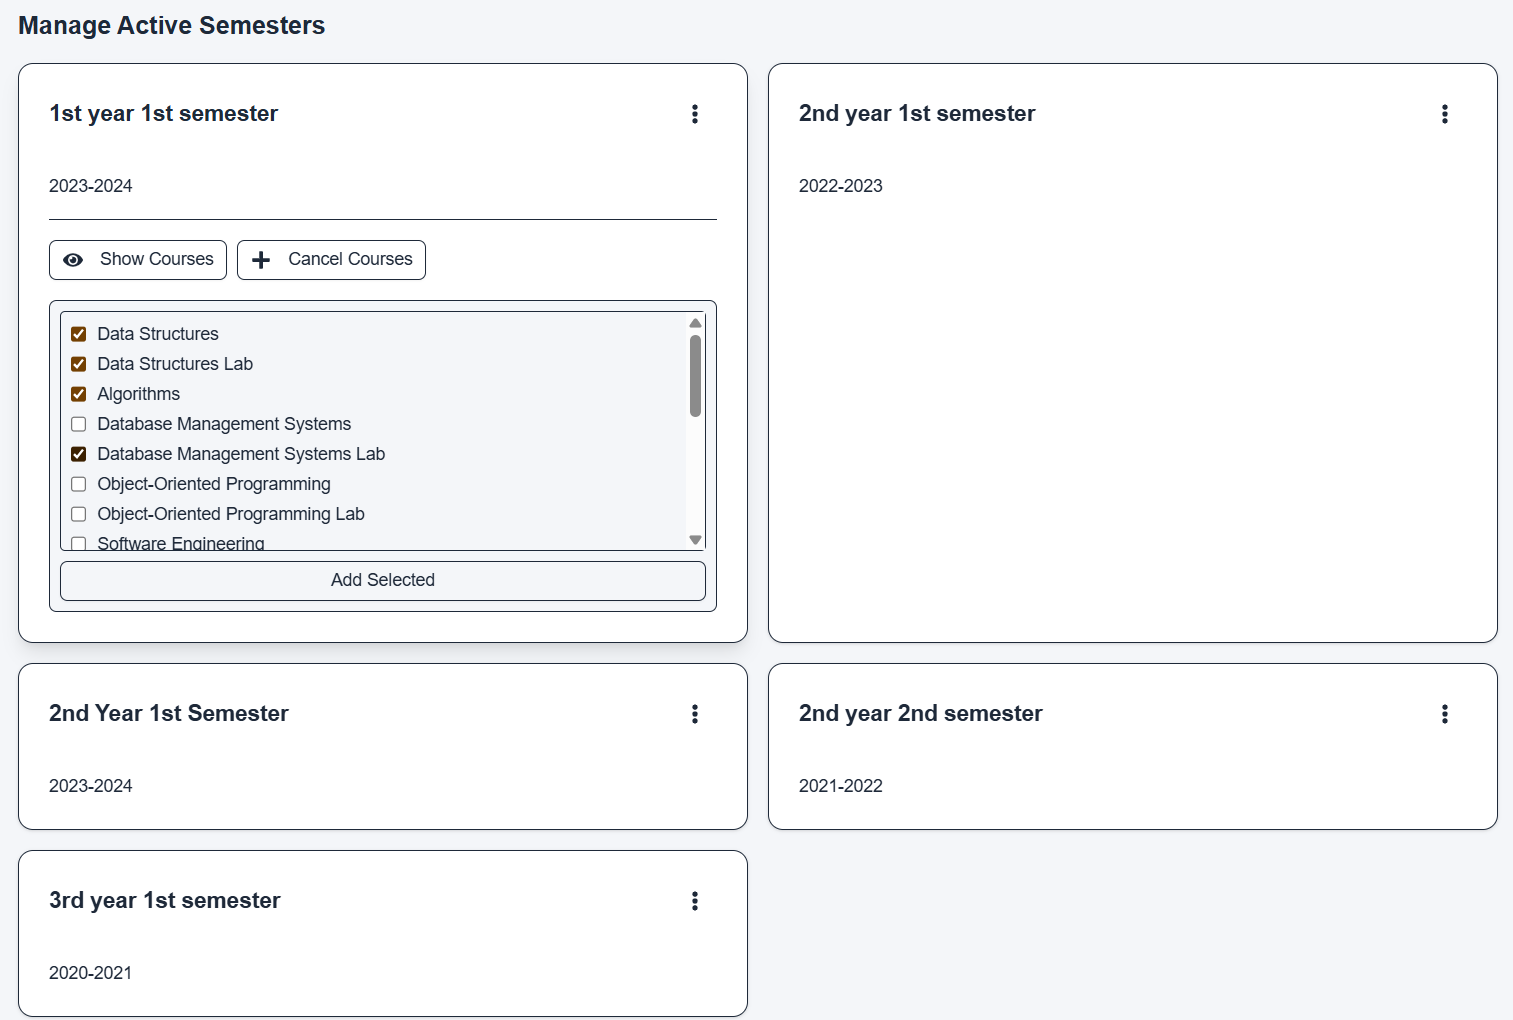 Manage Active Semesters
1st year 1st semester
2023-2024
Show Courses
Cancel Courses
Data Structures
Data Structures Lab
Algorithms
Database Management Systems
Database Management Systems Lab
Object-Oriented Programming
Object-Oriented Programming Lab
Software Engineering
Add Selected
2nd year 1st semester
2022-2023
2nd Year 1st Semester
2023-2024
2nd year 2nd semester
2021-2022
3rd year 1st semester
2020-2021